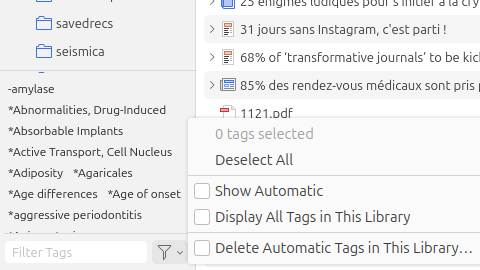 savedrecs
seismica
-amylase
*Abnormalities, Drug-Induced
*Absorbable Implants
*Active Transport, Cell Nucleus
*Adiposity *Agaricales
*Age differences *Age of onset
*aggressive periodontitis
Filter Tags
25 énigmes ludiques pour s'initier à la cry
31 jours sans Instagram, c'est parti !
68% of ‘transformative journals’ to be kic
85% des rendez-vous médicaux sont pris p
1121.pdf
0 tags selected
Deselect All
Show Automatic
Display All Tags in This Library
Delete Automatic Tags in This Library…